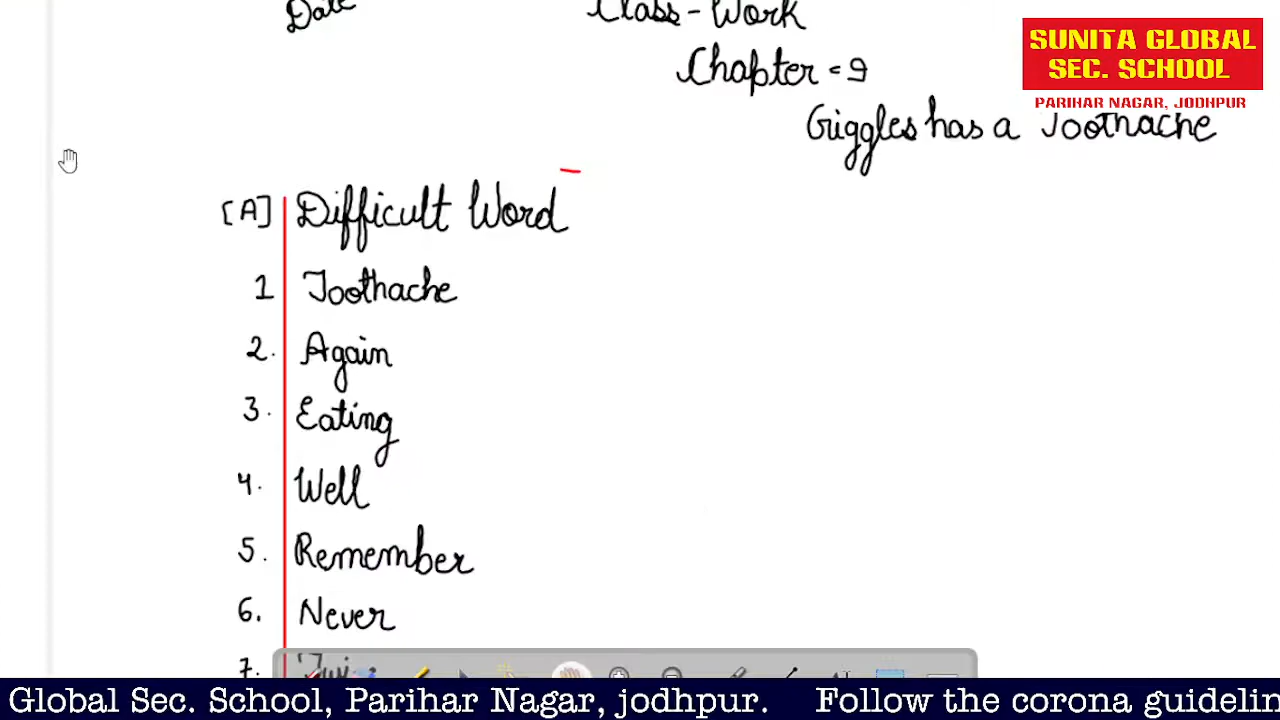 Date
Class - Work
SUNITA GLOBAL
SEC. SCHOOL
PARIHAR NAGAR, JODHPUR
Chapter - 9
Giggles has a Toothache
[A] Difficult Word
1 Toothache
2. Again
3. Eating
4. Well
5. Remember
6. Never
7.
Global Sec. School, Parihar Nagar, jodhpur. Follow the corona guidelin